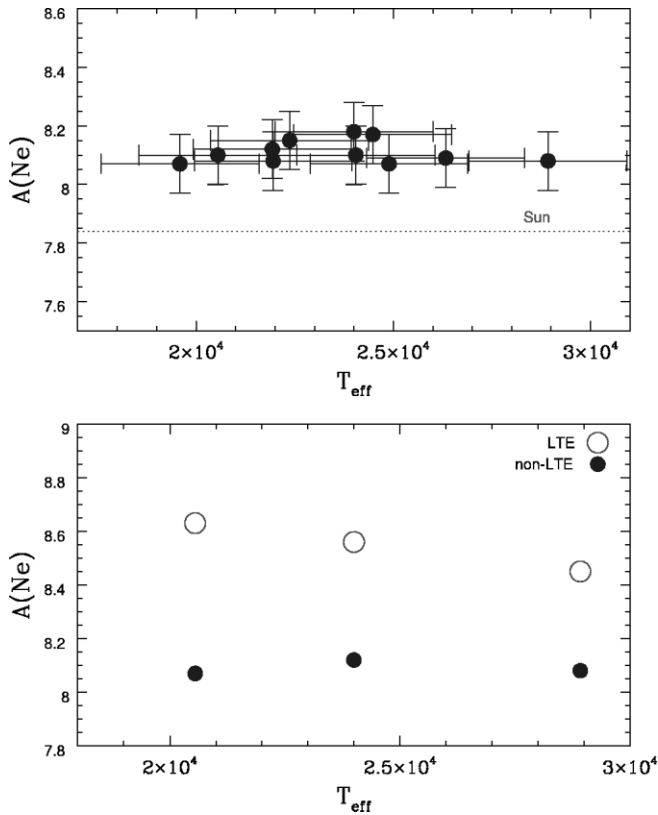 8.6
8.4
8.2
8
7.8
7.6
A(Ne)
Sun
2×10⁴
2.5×10⁴
3×10⁴
T_eff
9
8.8
8.6
8.4
8.2
8
7.8
A(Ne)
LTE
non-LTE
2×10⁴
2.5×10⁴
3×10⁴
T_eff